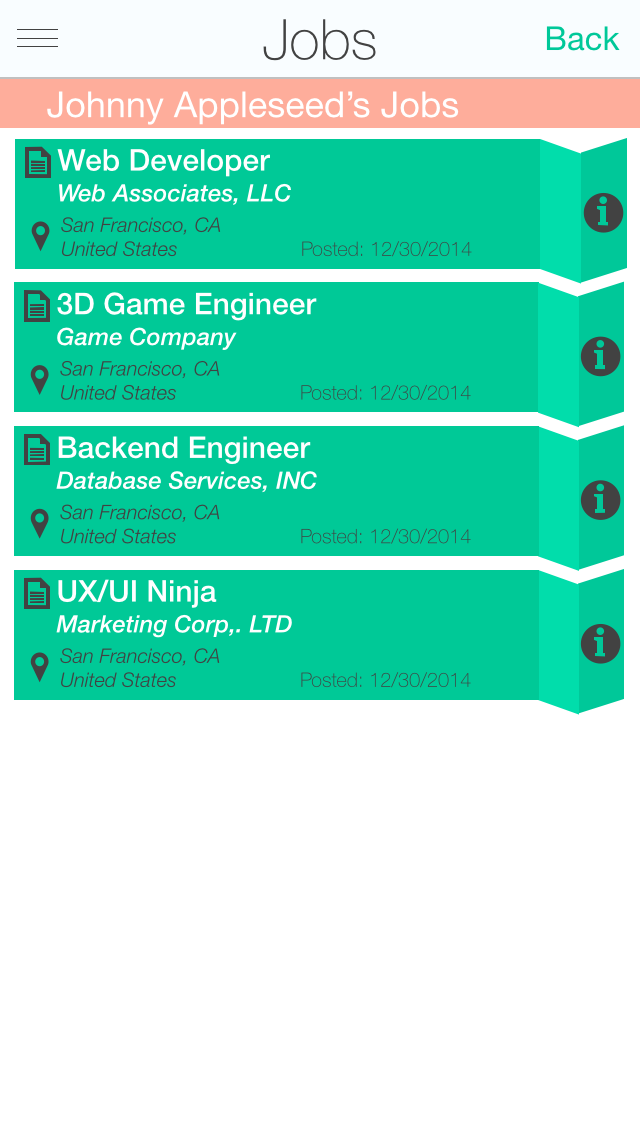 Jobs
Back
Johnny Appleseed's Jobs
Web Developer
Web Associates, LLC
San Francisco, CA
United States
Posted: 12/30/2014
3D Game Engineer
Game Company
San Francisco, CA
United States
Posted: 12/30/2014
Backend Engineer
Database Services, INC
San Francisco, CA
United States
Posted: 12/30/2014
UX/UI Ninja
Marketing Corp,. LTD
San Francisco, CA
United States
Posted: 12/30/2014